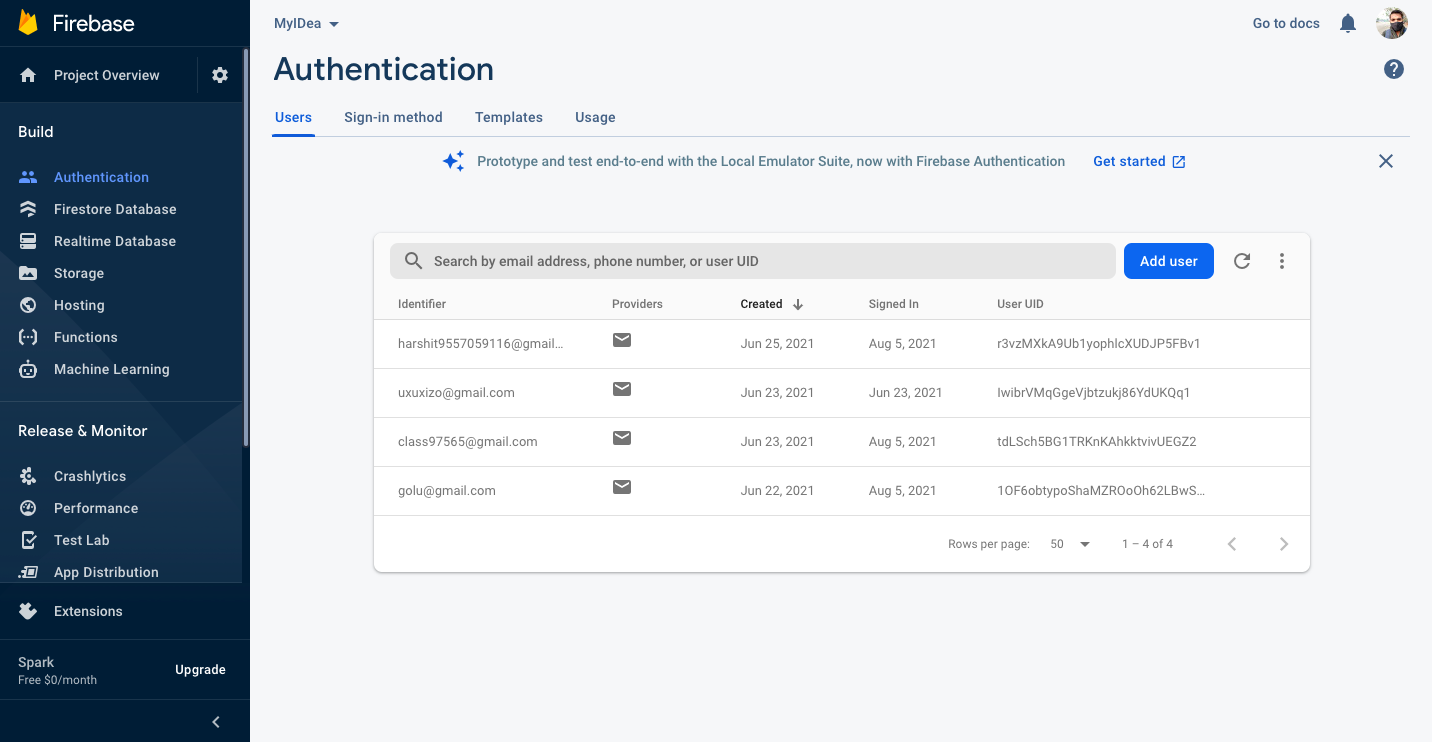 Firebase
Project Overview
Build
Authentication
Firestore Database
Realtime Database
Storage
Hosting
Functions
Machine Learning
Release & Monitor
Crashlytics
Performance
Test Lab
App Distribution
Extensions
Spark
Free $0/month
Upgrade
MyIDea
Go to docs
Authentication
Users Sign-in method Templates Usage
Prototype and test end-to-end with the Local Emulator Suite, now with Firebase Authentication Get started
Search by email address, phone number, or user UID Add user
Identifier Providers Created Signed In User UID
harshit9557059116@gmail... Jun 25, 2021 Aug 5, 2021 r3vzMXkA9Ub1yophlcXUDJP5FBv1
uxuxizo@gmail.com Jun 23, 2021 Jun 23, 2021 IwibrVMqGgeVjbtzukj86YdUKQq1
class97565@gmail.com Jun 23, 2021 Aug 5, 2021 tdLSch5BG1TRKnKAhkktvivUEGZ2
golu@gmail.com Jun 22, 2021 Aug 5, 2021 1OF6obtypoShaMZROoOh62LBwS...
Rows per page: 50 1 – 4 of 4